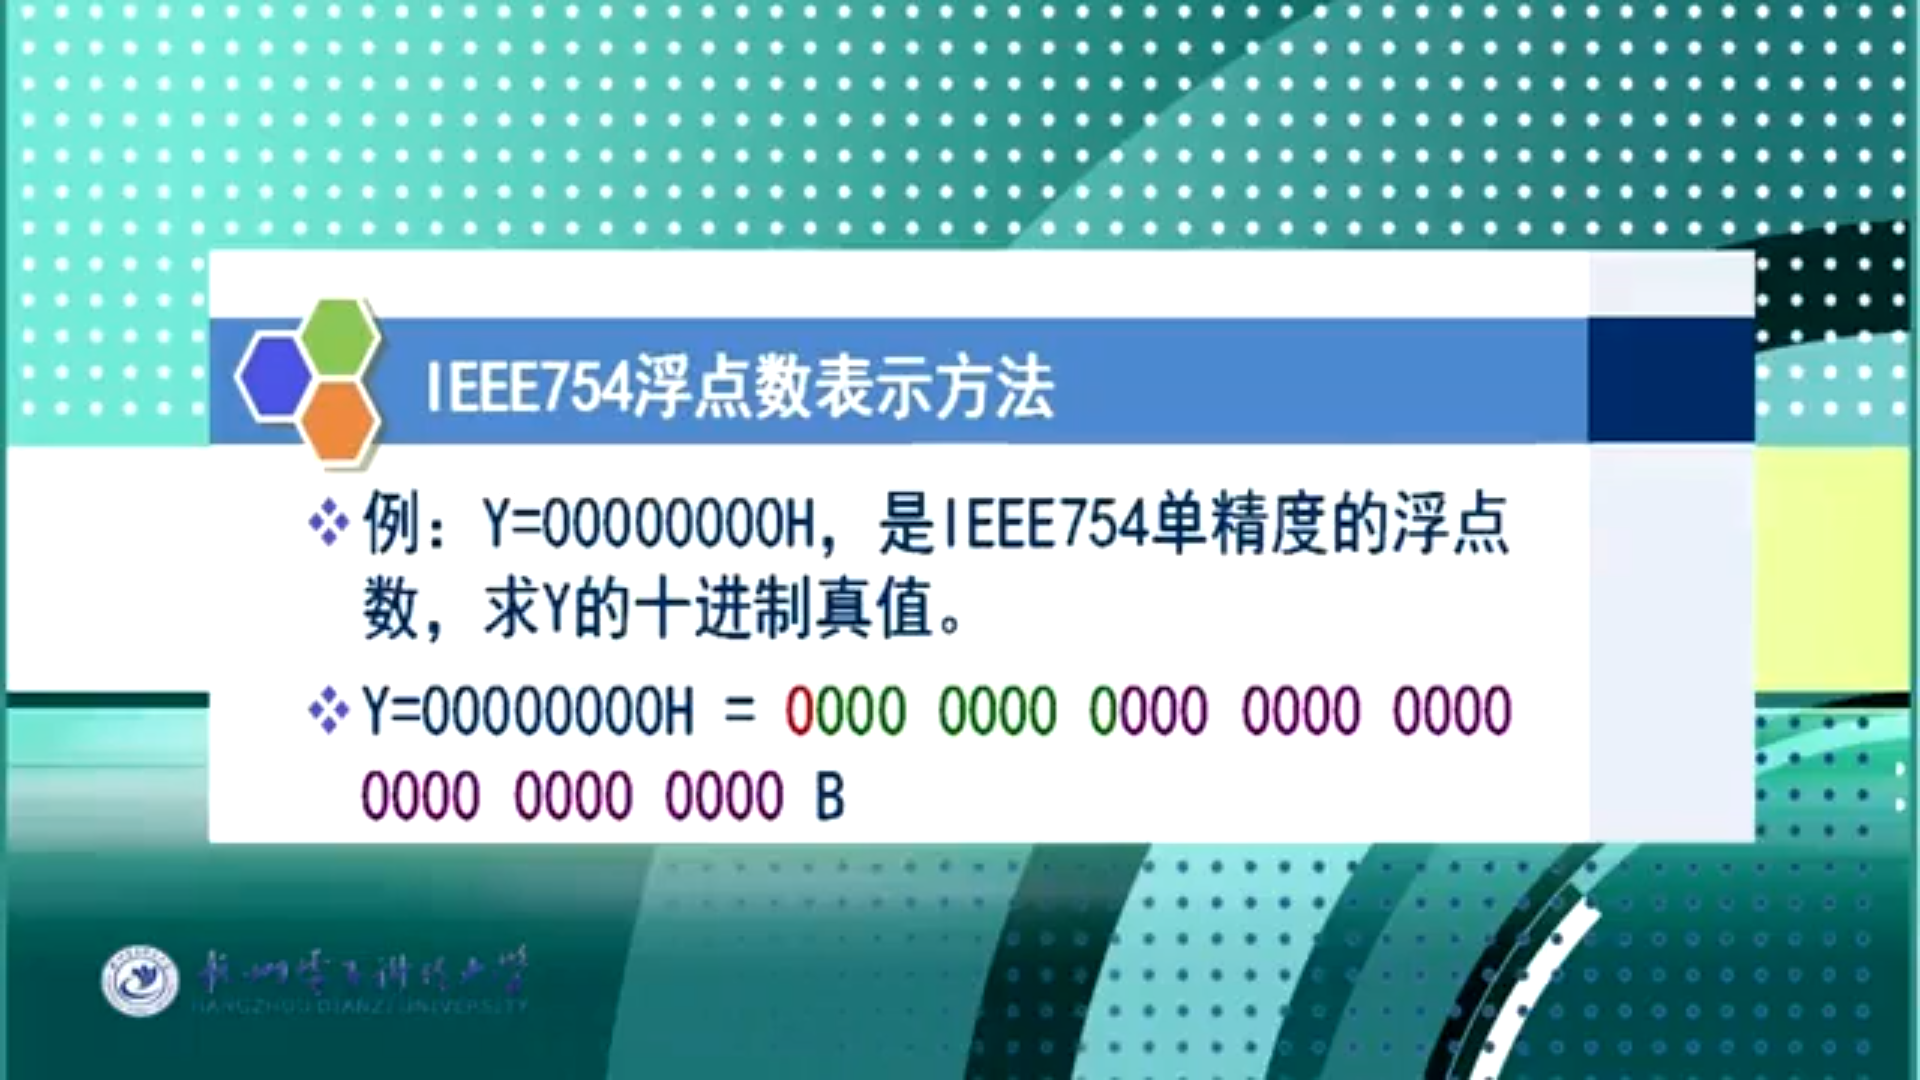 IEEE754浮点数表示方法
例：Y=00000000H，是IEEE754单精度的浮点
数，求Y的十进制真值。
Y=00000000H = 0000 0000 0000 0000 0000
0000 0000 0000 B
杭州电子科技大学
HANGZHOU DIANZI UNIVERSITY